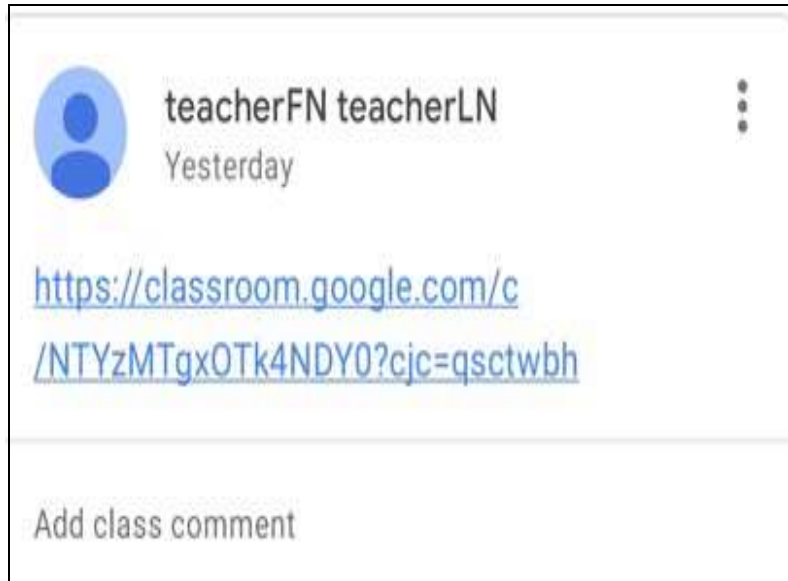 teacherFN teacherLN
Yesterday
https://classroom.google.com/c
/NTYzMTgxOTk4NDY0?cjc=qsctwbh
Add class comment